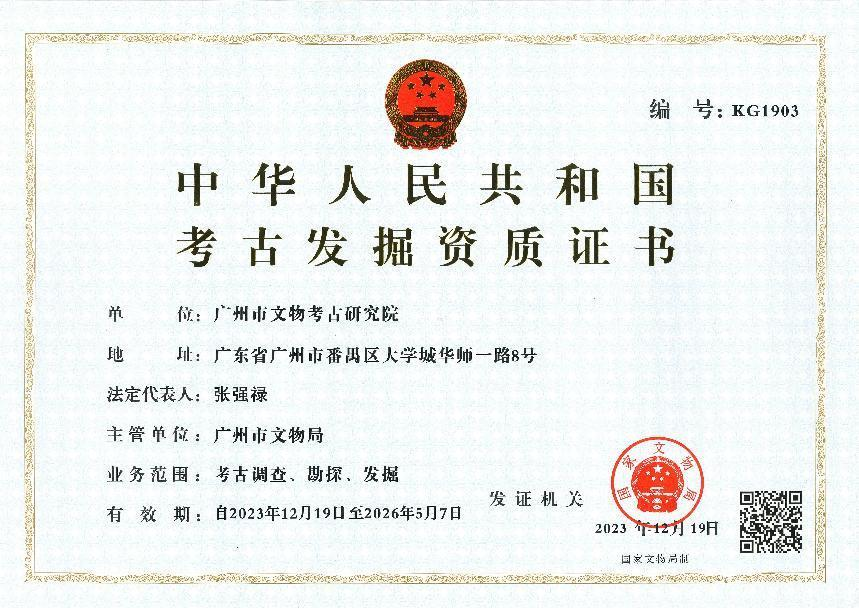 编 号: KG1903
中华人民共和国
考古发掘资质证书
单 位: 广州市文物考古研究院
地 址: 广东省广州市番禺区大学城华师一路8号
法定代表人: 张强禄
主管单位: 广州市文物局
业务范围: 考古调查、勘探、发掘
有 效 期: 自2023年12月19日至2026年5月7日
发证机关
国家文物局
2023 年12月19日
国家文物局制